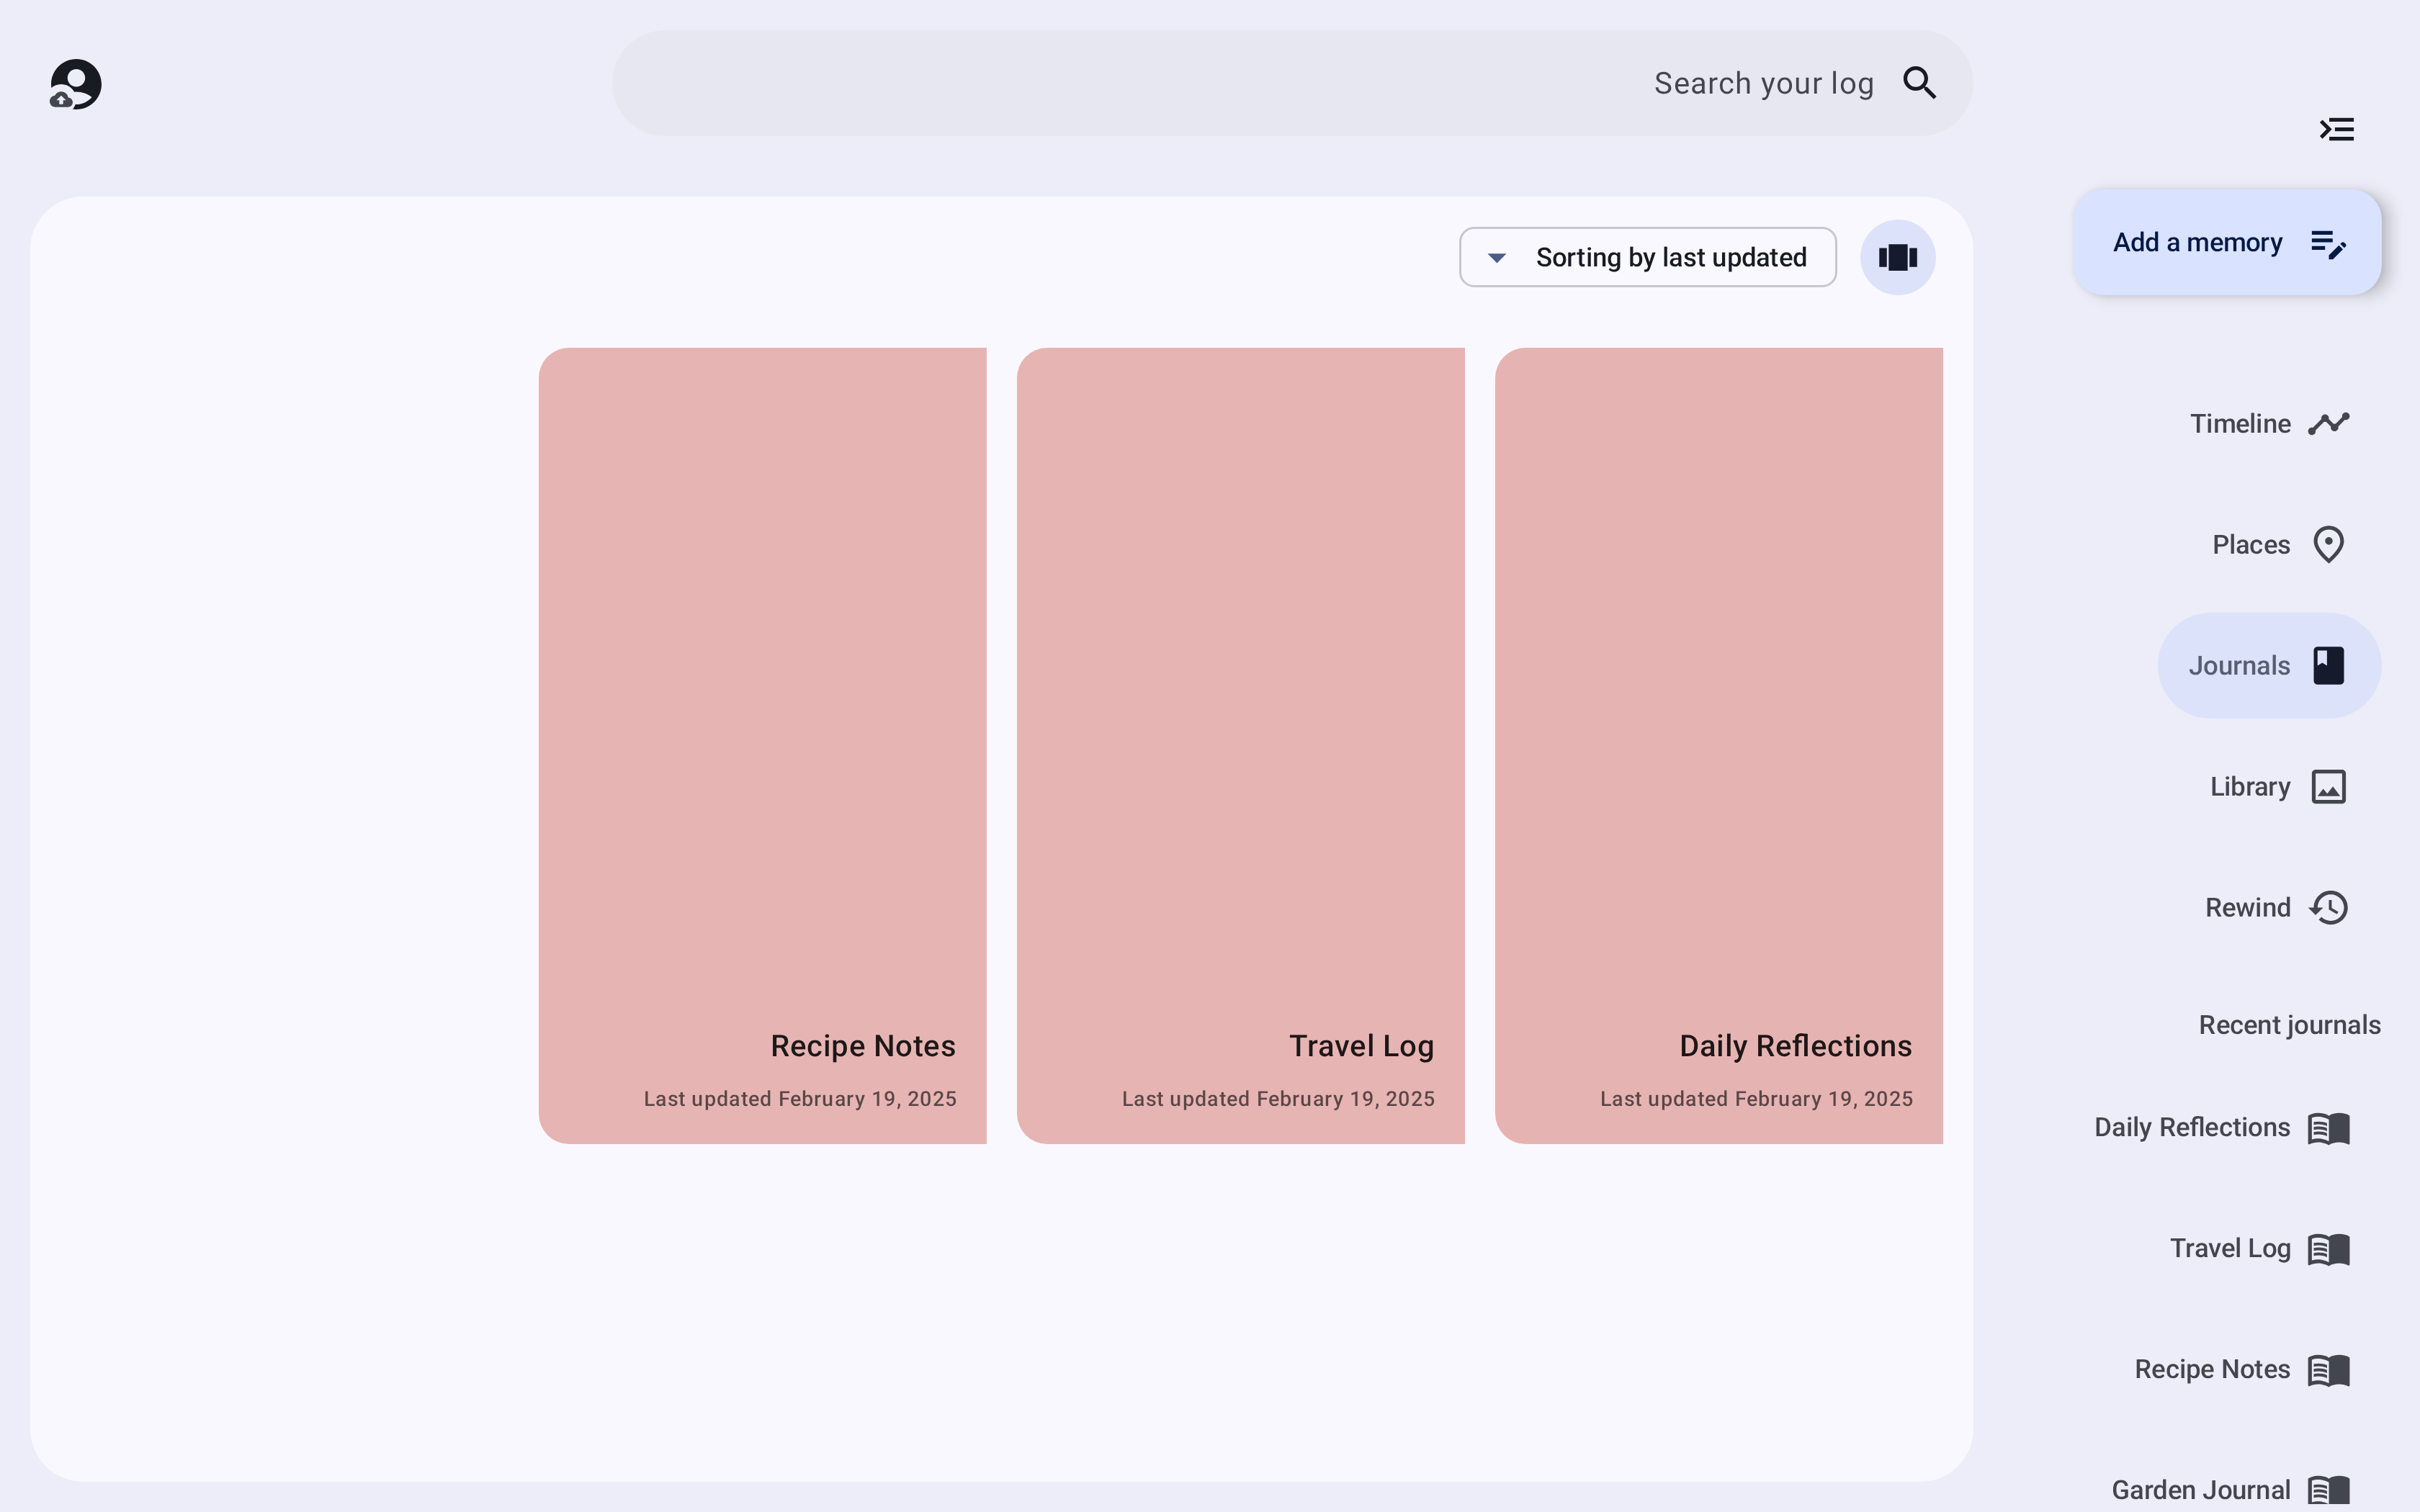 Search your log
Sorting by last updated
Add a memory
Timeline
Places
Journals
Library
Rewind
Recent journals
Daily Reflections
Travel Log
Recipe Notes
Garden Journal
Daily Reflections
Last updated February 19, 2025
Travel Log
Last updated February 19, 2025
Recipe Notes
Last updated February 19, 2025